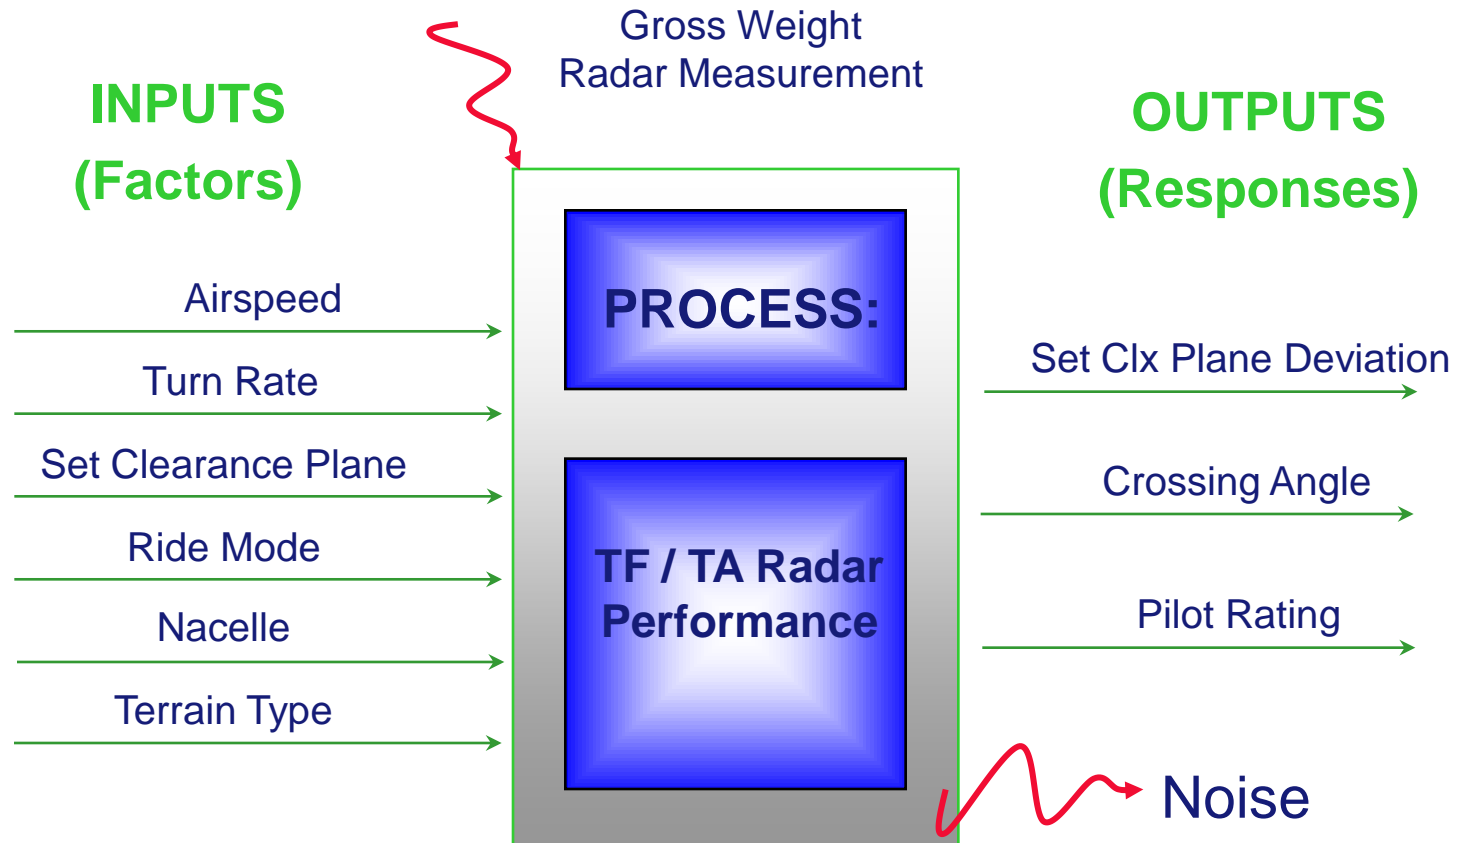 Gross Weight
Radar Measurement
INPUTS
(Factors)
Airspeed
Turn Rate
Set Clearance Plane
Ride Mode
Nacelle
Terrain Type
PROCESS:
TF / TA Radar
Performance
OUTPUTS
(Responses)
Set Clx Plane Deviation
Crossing Angle
Pilot Rating
Noise